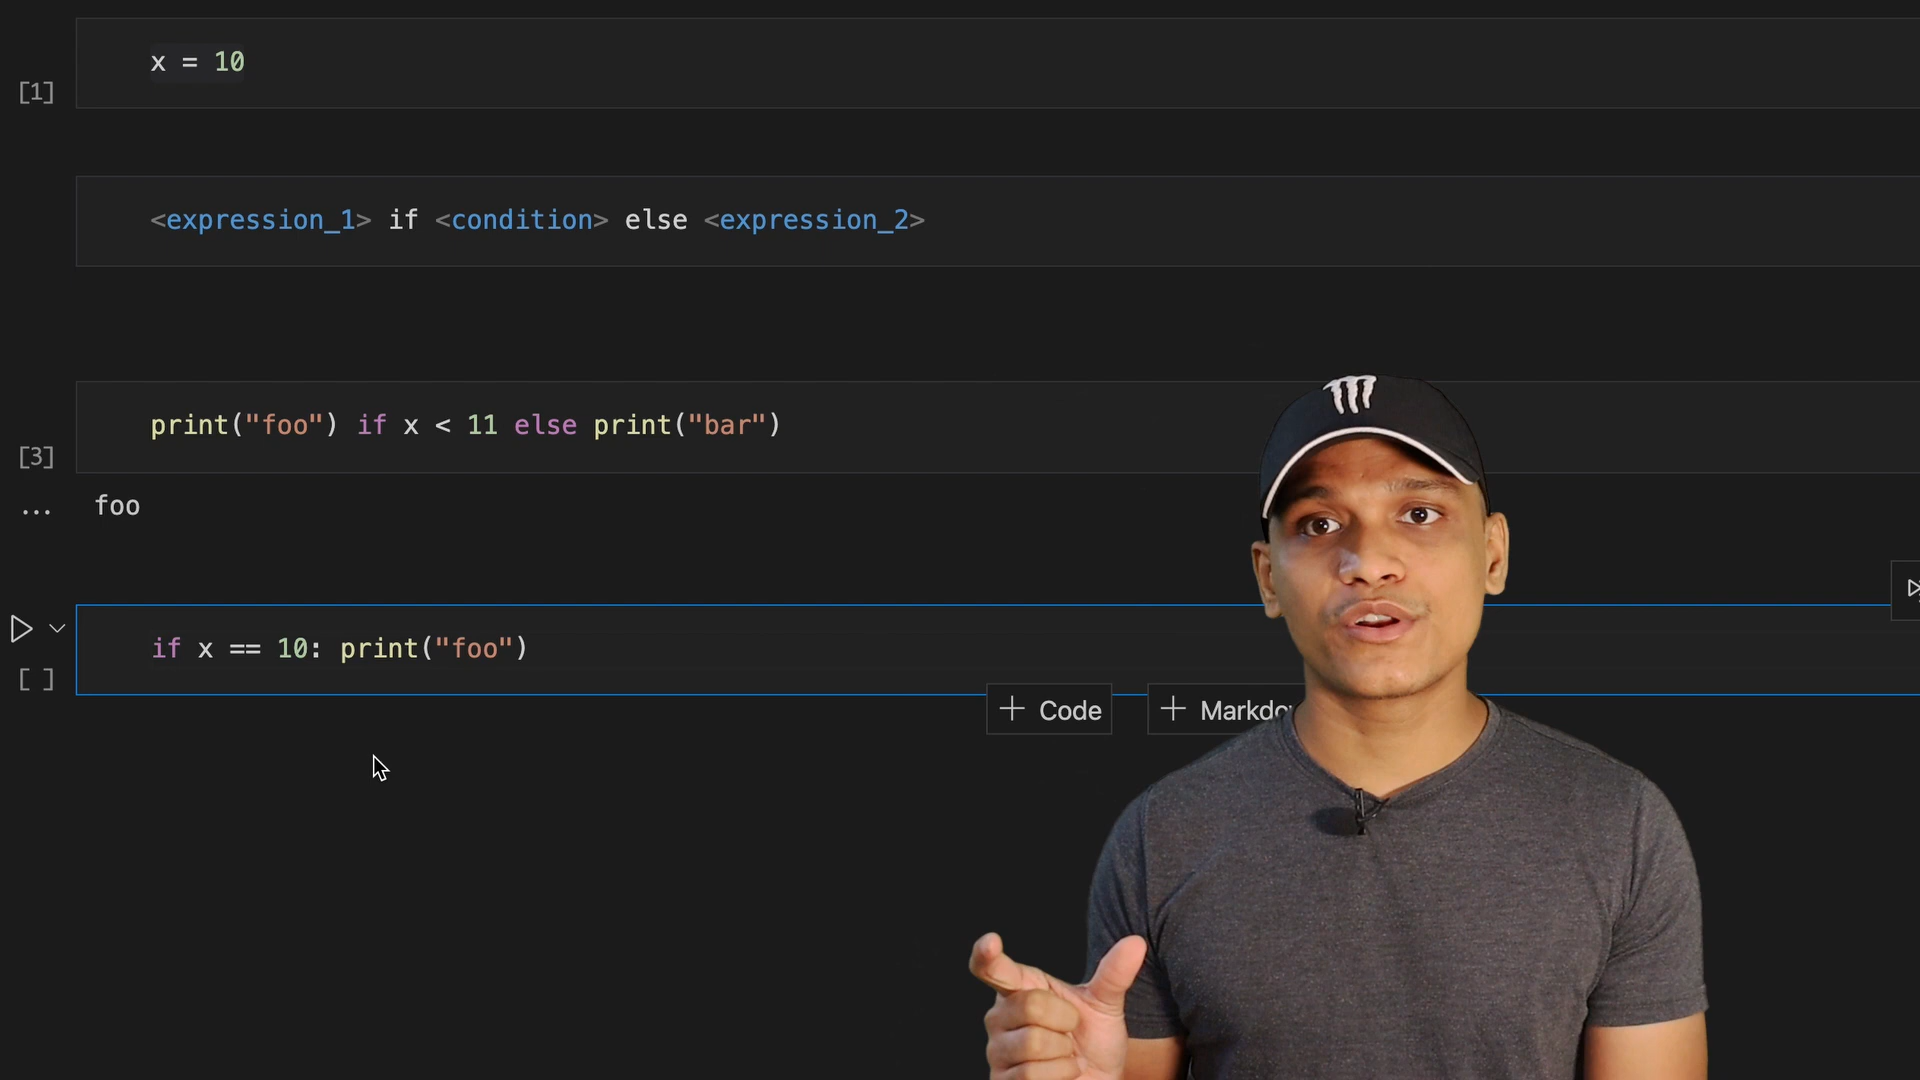 x = 10
[1]
<expression_1> if <condition> else <expression_2>
print("foo") if x < 11 else print("bar")
[3]
... foo
if x == 10: print("foo")
[ ]
+ Code + Markdo